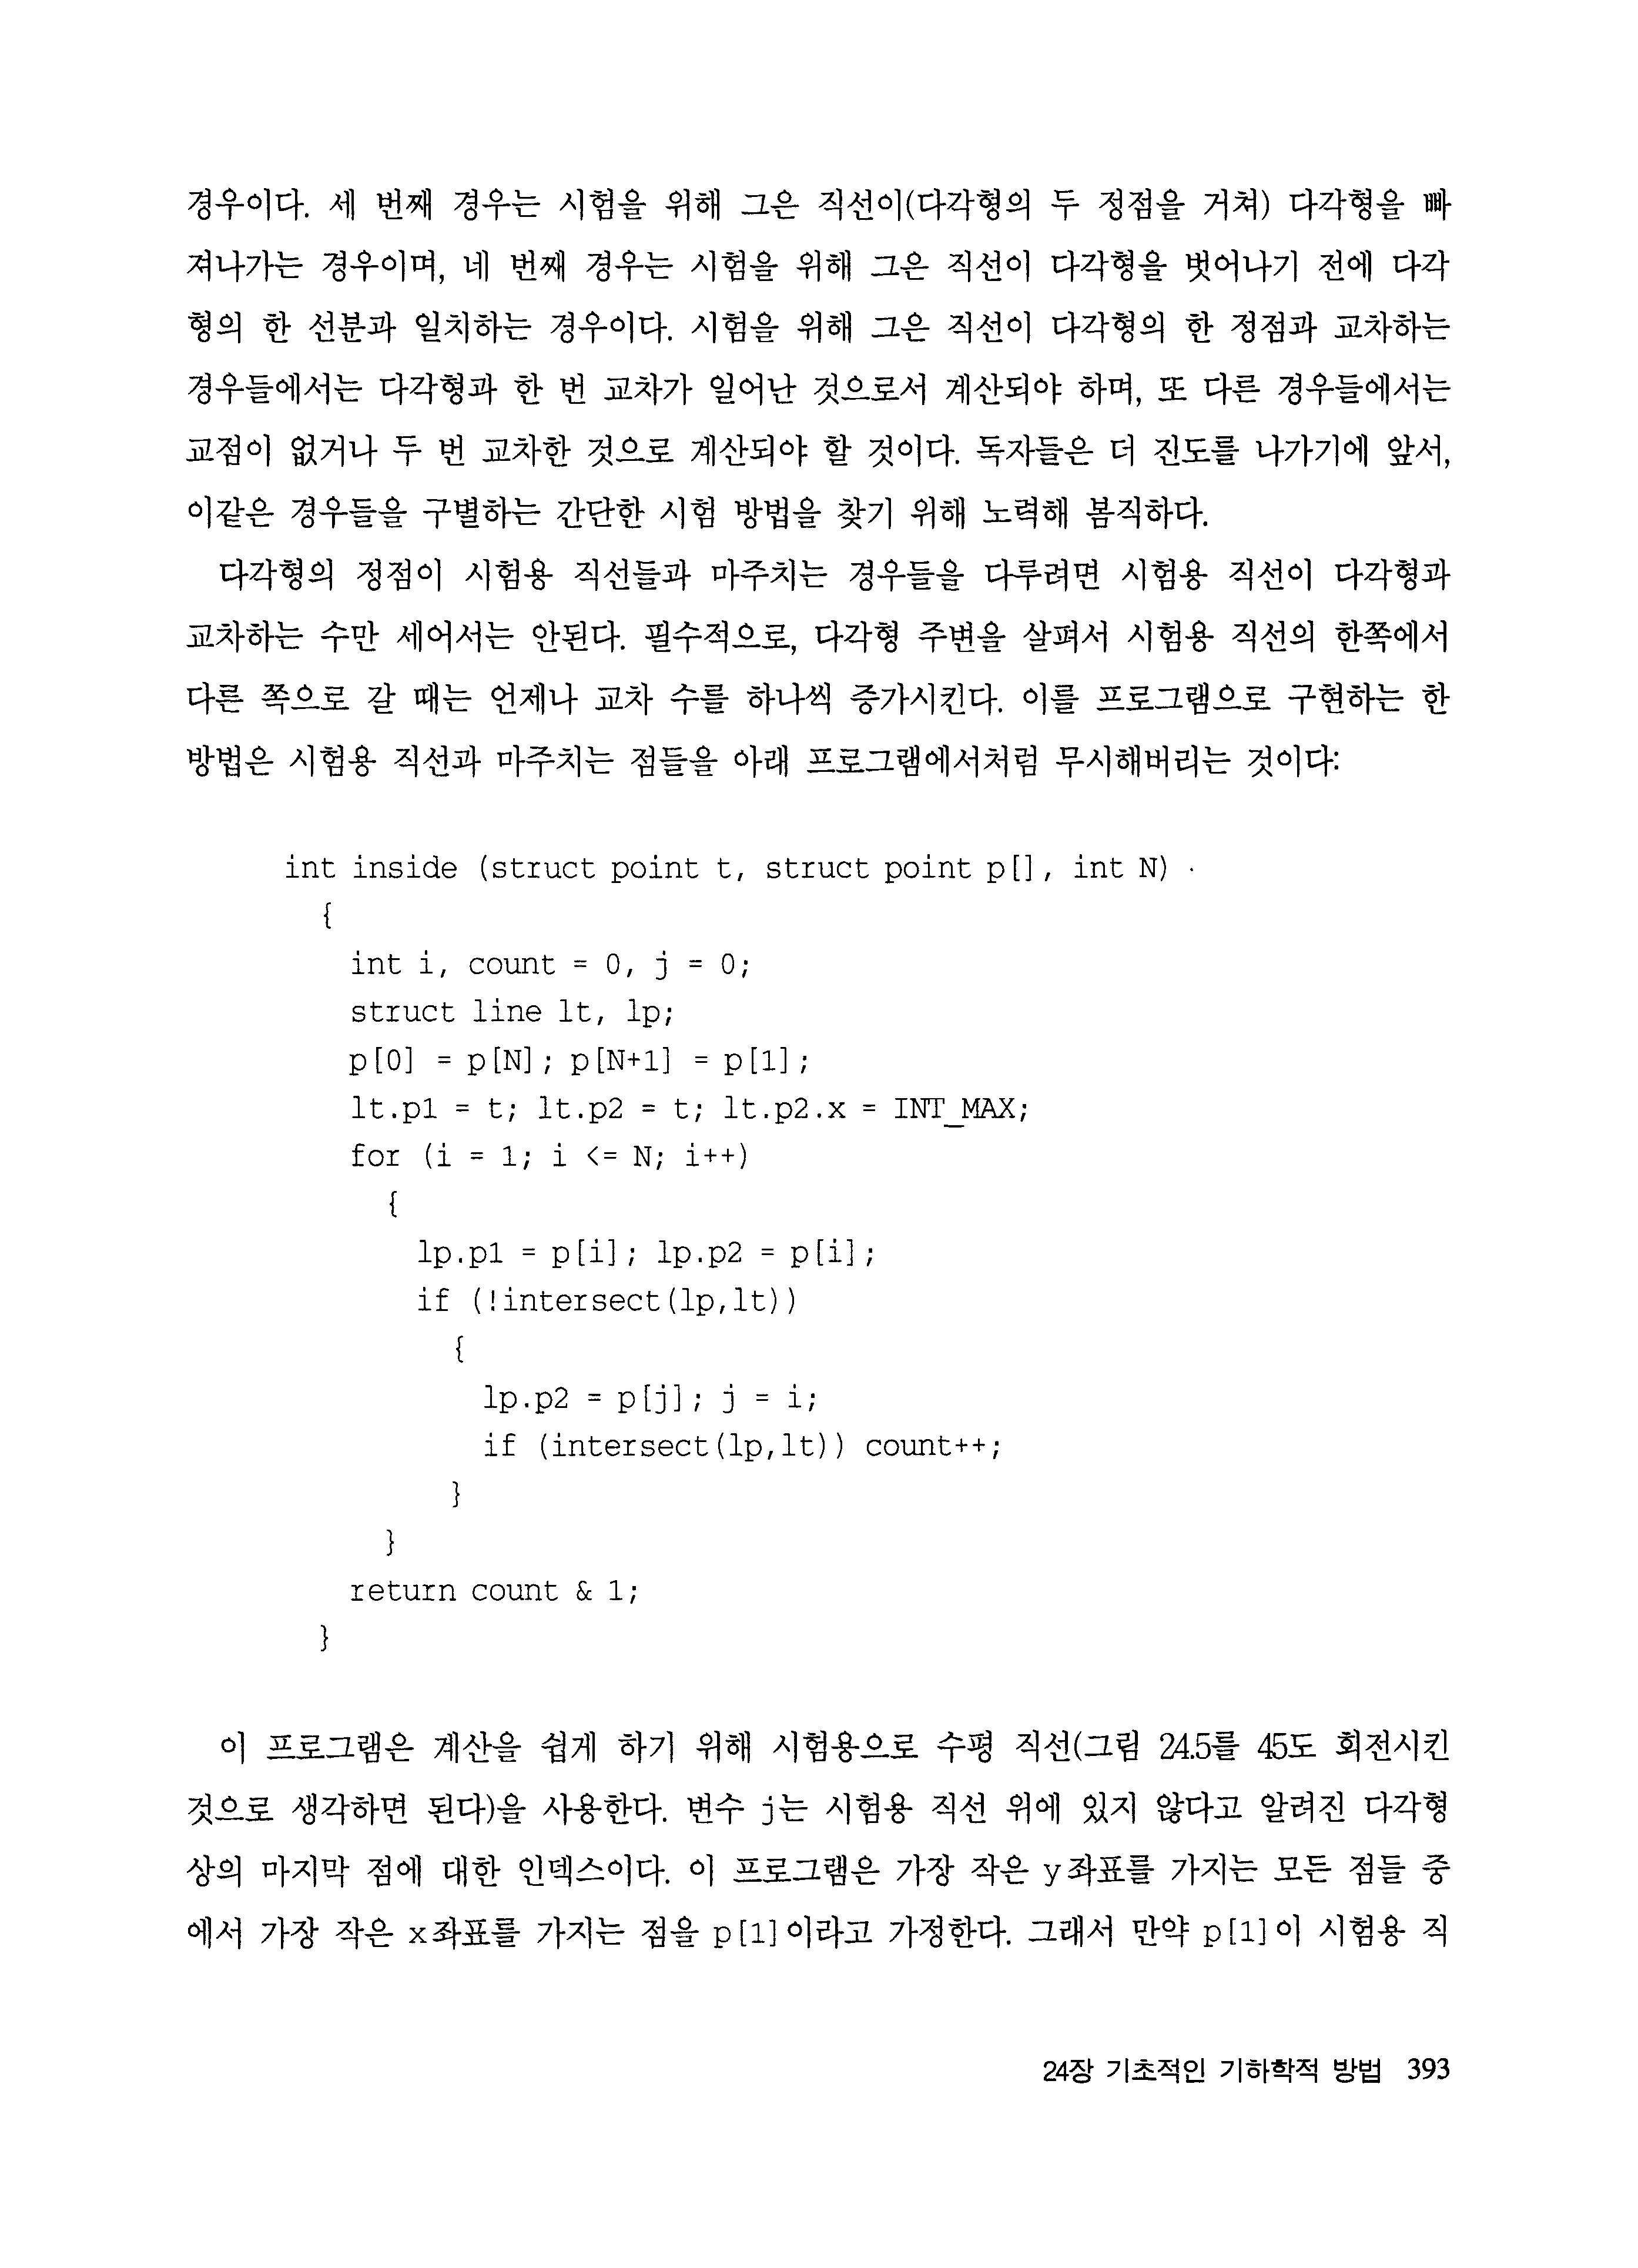 경우이다. 세 번째 경우는 시험을 위해 그은 직선이(다각형의 두 정점을 거쳐) 다각형을 빠
져나가는 경우이며, 네 번째 경우는 시험을 위해 그은 직선이 다각형을 벗어나기 전에 다각
형의 한 선분과 일치하는 경우이다. 시험을 위해 그은 직선이 다각형의 한 정점과 교차하는
경우들에서는 다각형과 한 번 교차가 일어난 것으로서 계산되야 하며, 또 다른 경우들에서는
교점이 없거나 두 번 교차한 것으로 계산되야 할 것이다. 독자들은 더 진도를 나가기에 앞서,
이같은 경우들을 구별하는 간단한 시험 방법을 찾기 위해 노력해 봄직하다.
다각형의 정점이 시험용 직선들과 마주치는 경우들을 다루려면 시험용 직선이 다각형과
교차하는 수만 세어서는 안된다. 필수적으로, 다각형 주변을 살펴서 시험용 직선의 한쪽에서
다른 쪽으로 갈 때는 언제나 교차 수를 하나씩 증가시킨다. 이를 프로그램으로 구현하는 한
방법은 시험용 직선과 마주치는 점들을 아래 프로그램에서처럼 무시해버리는 것이다:
int inside (struct point t, struct point p[], int N)
{
int i, count = 0, j = 0;
struct line lt, lp;
p[0] = p[N]; p[N+1] = p[1];
lt.p1 = t; lt.p2 = t; lt.p2.x = INT_MAX;
for (i = 1; i <= N; i++)
{
lp.p1 = p[i]; lp.p2 = p[i];
if (!intersect(lp,lt))
{
lp.p2 = p[j]; j = i;
if (intersect(lp,lt)) count++;
}
}
return count & 1;
}
이 프로그램은 계산을 쉽게 하기 위해 시험용으로 수평 직선(그림 24.5를 45도 회전시킨
것으로 생각하면 된다)을 사용한다. 변수 j는 시험용 직선 위에 있지 않다고 알려진 다각형
상의 마지막 점에 대한 인덱스이다. 이 프로그램은 가장 작은 y좌표를 가지는 모든 점들 중
에서 가장 작은 x좌표를 가지는 점을 p[1]이라고 가정한다. 그래서 만약 p[1]이 시험용 직
24장 기초적인 기하학적 방법 393